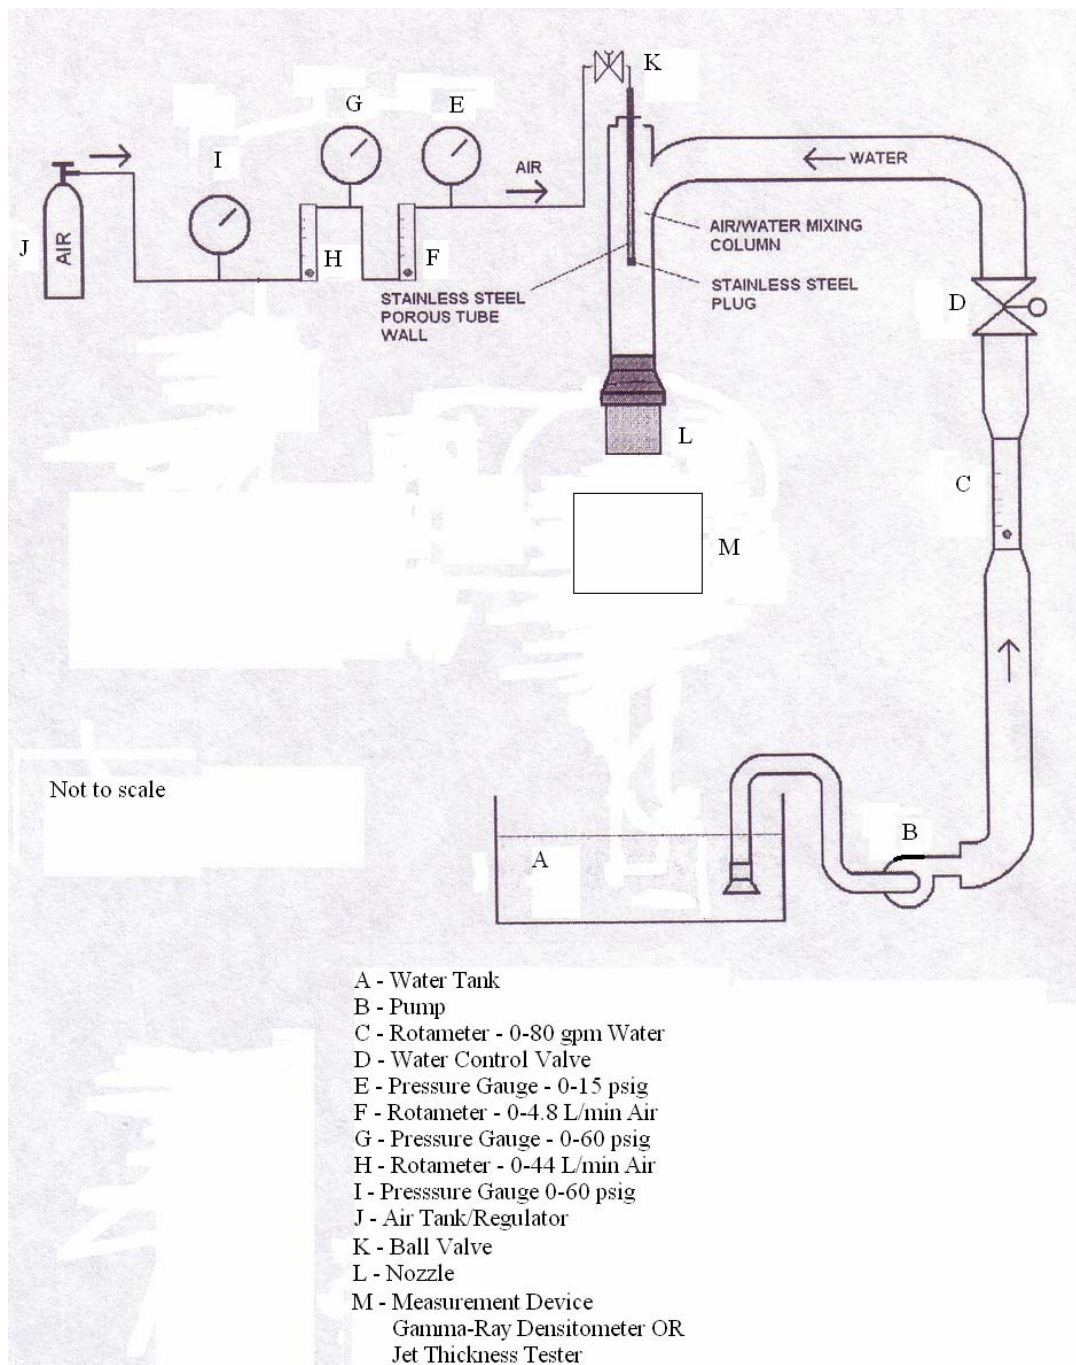 K
G
E
I
WATER
AIR
J
AIR
H
F
AIR/WATER MIXING
COLUMN
STAINLESS STEEL
POROUS TUBE
WALL
STAINLESS STEEL
PLUG
D
L
C
M
Not to scale
B
A
A - Water Tank
B - Pump
C - Rotameter - 0-80 gpm Water
D - Water Control Valve
E - Pressure Gauge - 0-15 psig
F - Rotameter - 0-4.8 L/min Air
G - Pressure Gauge - 0-60 psig
H - Rotameter - 0-44 L/min Air
I - Presssure Gauge 0-60 psig
J - Air Tank/Regulator
K - Ball Valve
L - Nozzle
M - Measurement Device
Gamma-Ray Densitometer OR
Jet Thickness Tester